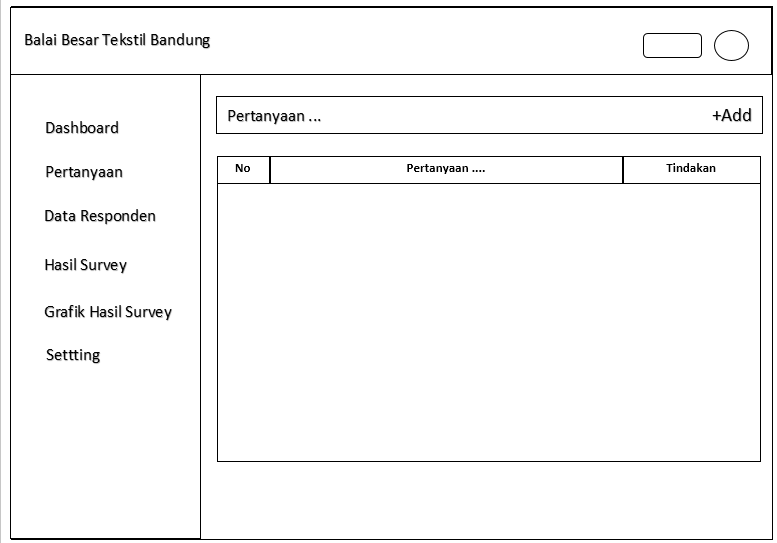 Balai Besar Tekstil Bandung
Dashboard
Pertanyaan
Data Responden
Hasil Survey
Grafik Hasil Survey
Settting
Pertanyaan ... +Add
No Pertanyaan .... Tindakan